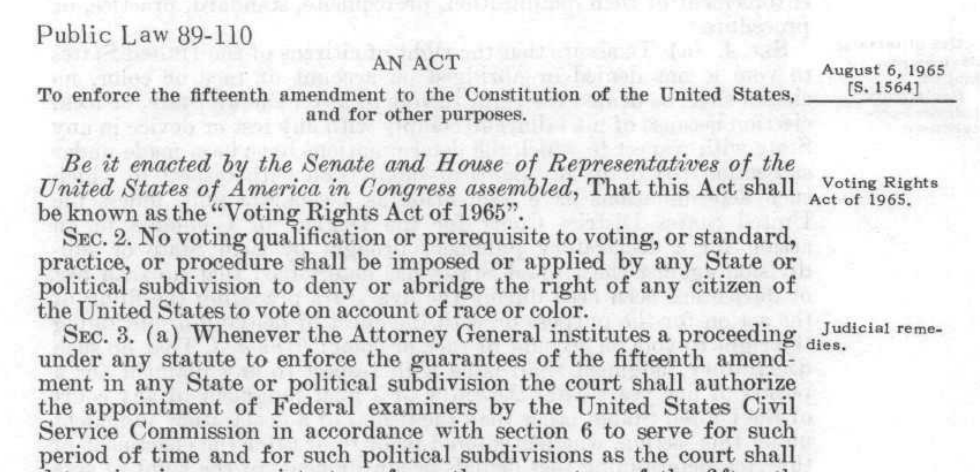 Public Law 89-110
AN ACT
To enforce the fifteenth amendment to the Constitution of the United States,
and for other purposes.
August 6, 1965
[S. 1564]
Be it enacted by the Senate and House of Representatives of the
United States of America in Congress assembled, That this Act shall
be known as the “Voting Rights Act of 1965”.
Voting Rights
Act of 1965.
SEC. 2. No voting qualification or prerequisite to voting, or standard,
practice, or procedure shall be imposed or applied by any State or
political subdivision to deny or abridge the right of any citizen of
the United States to vote on account of race or color.
SEC. 3. (a) Whenever the Attorney General institutes a proceeding
under any statute to enforce the guarantees of the fifteenth amend-
ment in any State or political subdivision the court shall authorize
the appointment of Federal examiners by the United States Civil
Service Commission in accordance with section 6 to serve for such
period of time and for such political subdivisions as the court shall
Judicial reme-
dies.